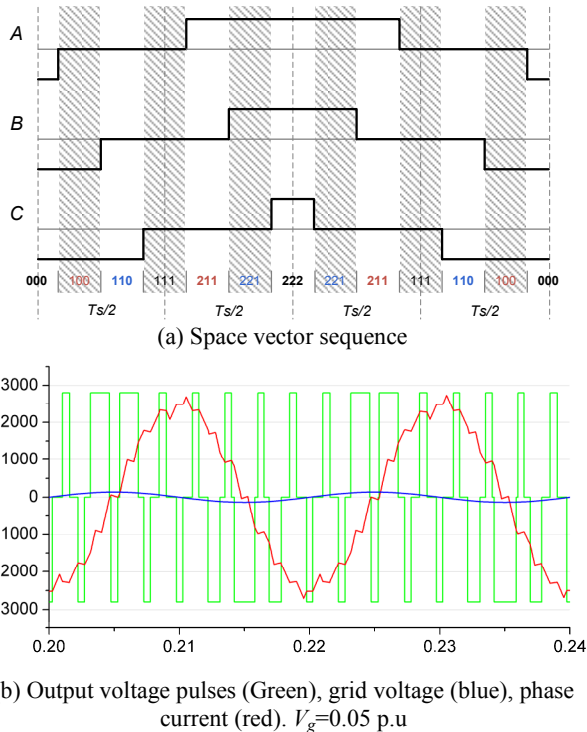 A
B
C
000 100 110 111 211 221 222 221 211 111 110 100 000
Ts/2 Ts/2 Ts/2 Ts/2
(a) Space vector sequence
3000
2000
1000
0
1000
2000
3000
0.20 0.21 0.22 0.23 0.24
b) Output voltage pulses (Green), grid voltage (blue), phase
current (red). Vg=0.05 p.u